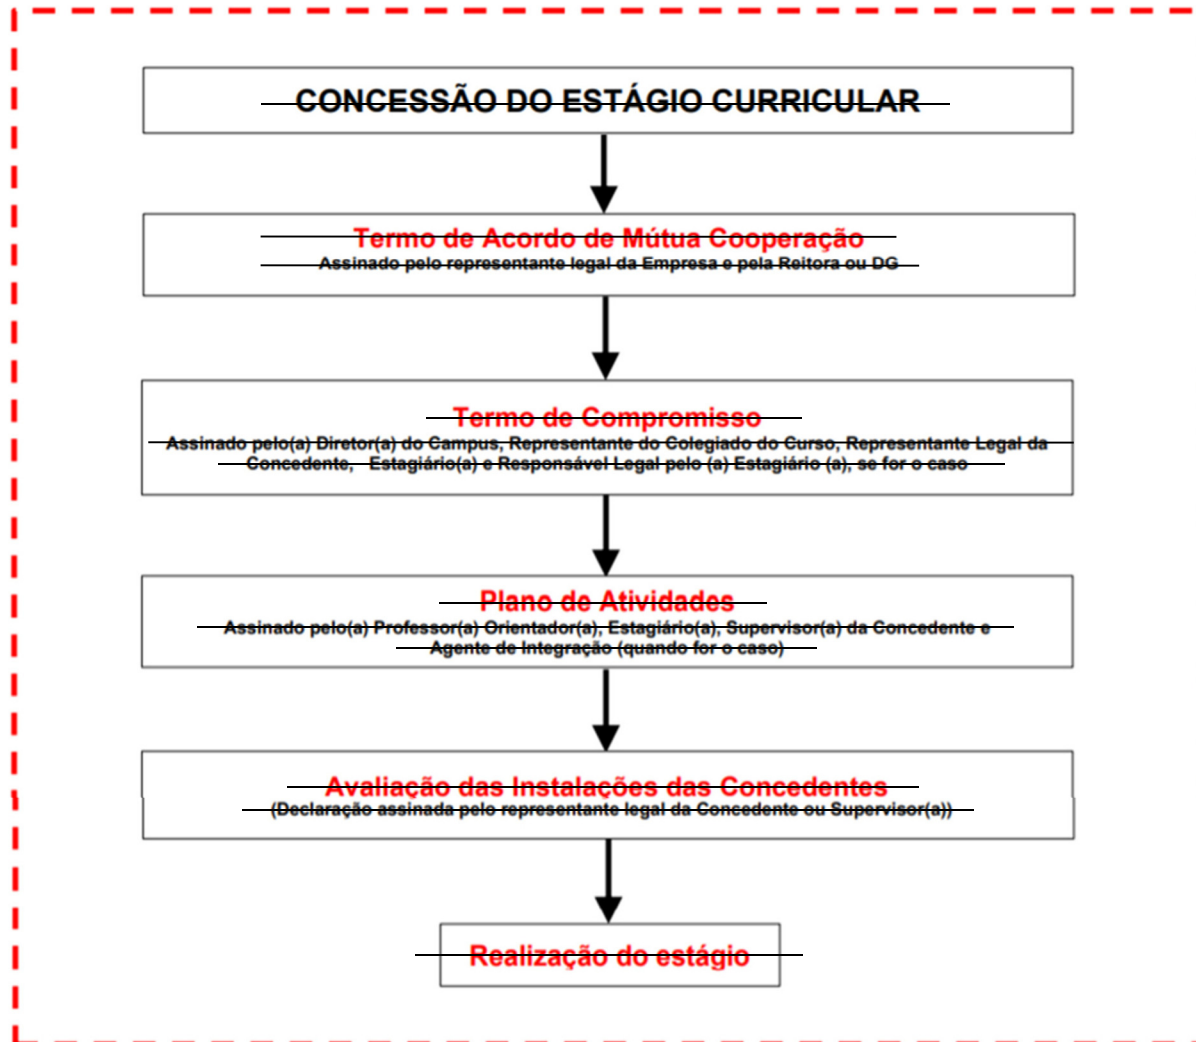 CONCESSÃO DO ESTÁGIO CURRICULAR
Termo de Acordo de Mútua Cooperação
Assinado pelo representante legal da Empresa e pela Reitora ou DG
Termo de Compromisso
Assinado pelo(a) Diretor(a) do Campus, Representante do Colegiado do Curso, Representante Legal da
Concedente, Estagiário(a) e Responsável Legal pelo (a) Estagiário (a), se for o caso
Plano de Atividades
Assinado pelo(a) Professor(a) Orientador(a), Estagiário(a), Supervisor(a) da Concedente e
Agente de Integração (quando for o caso)
Avaliação das Instalações das Concedentes
(Declaração assinada pelo representante legal da Concedente ou Supervisor(a))
Realização do estágio